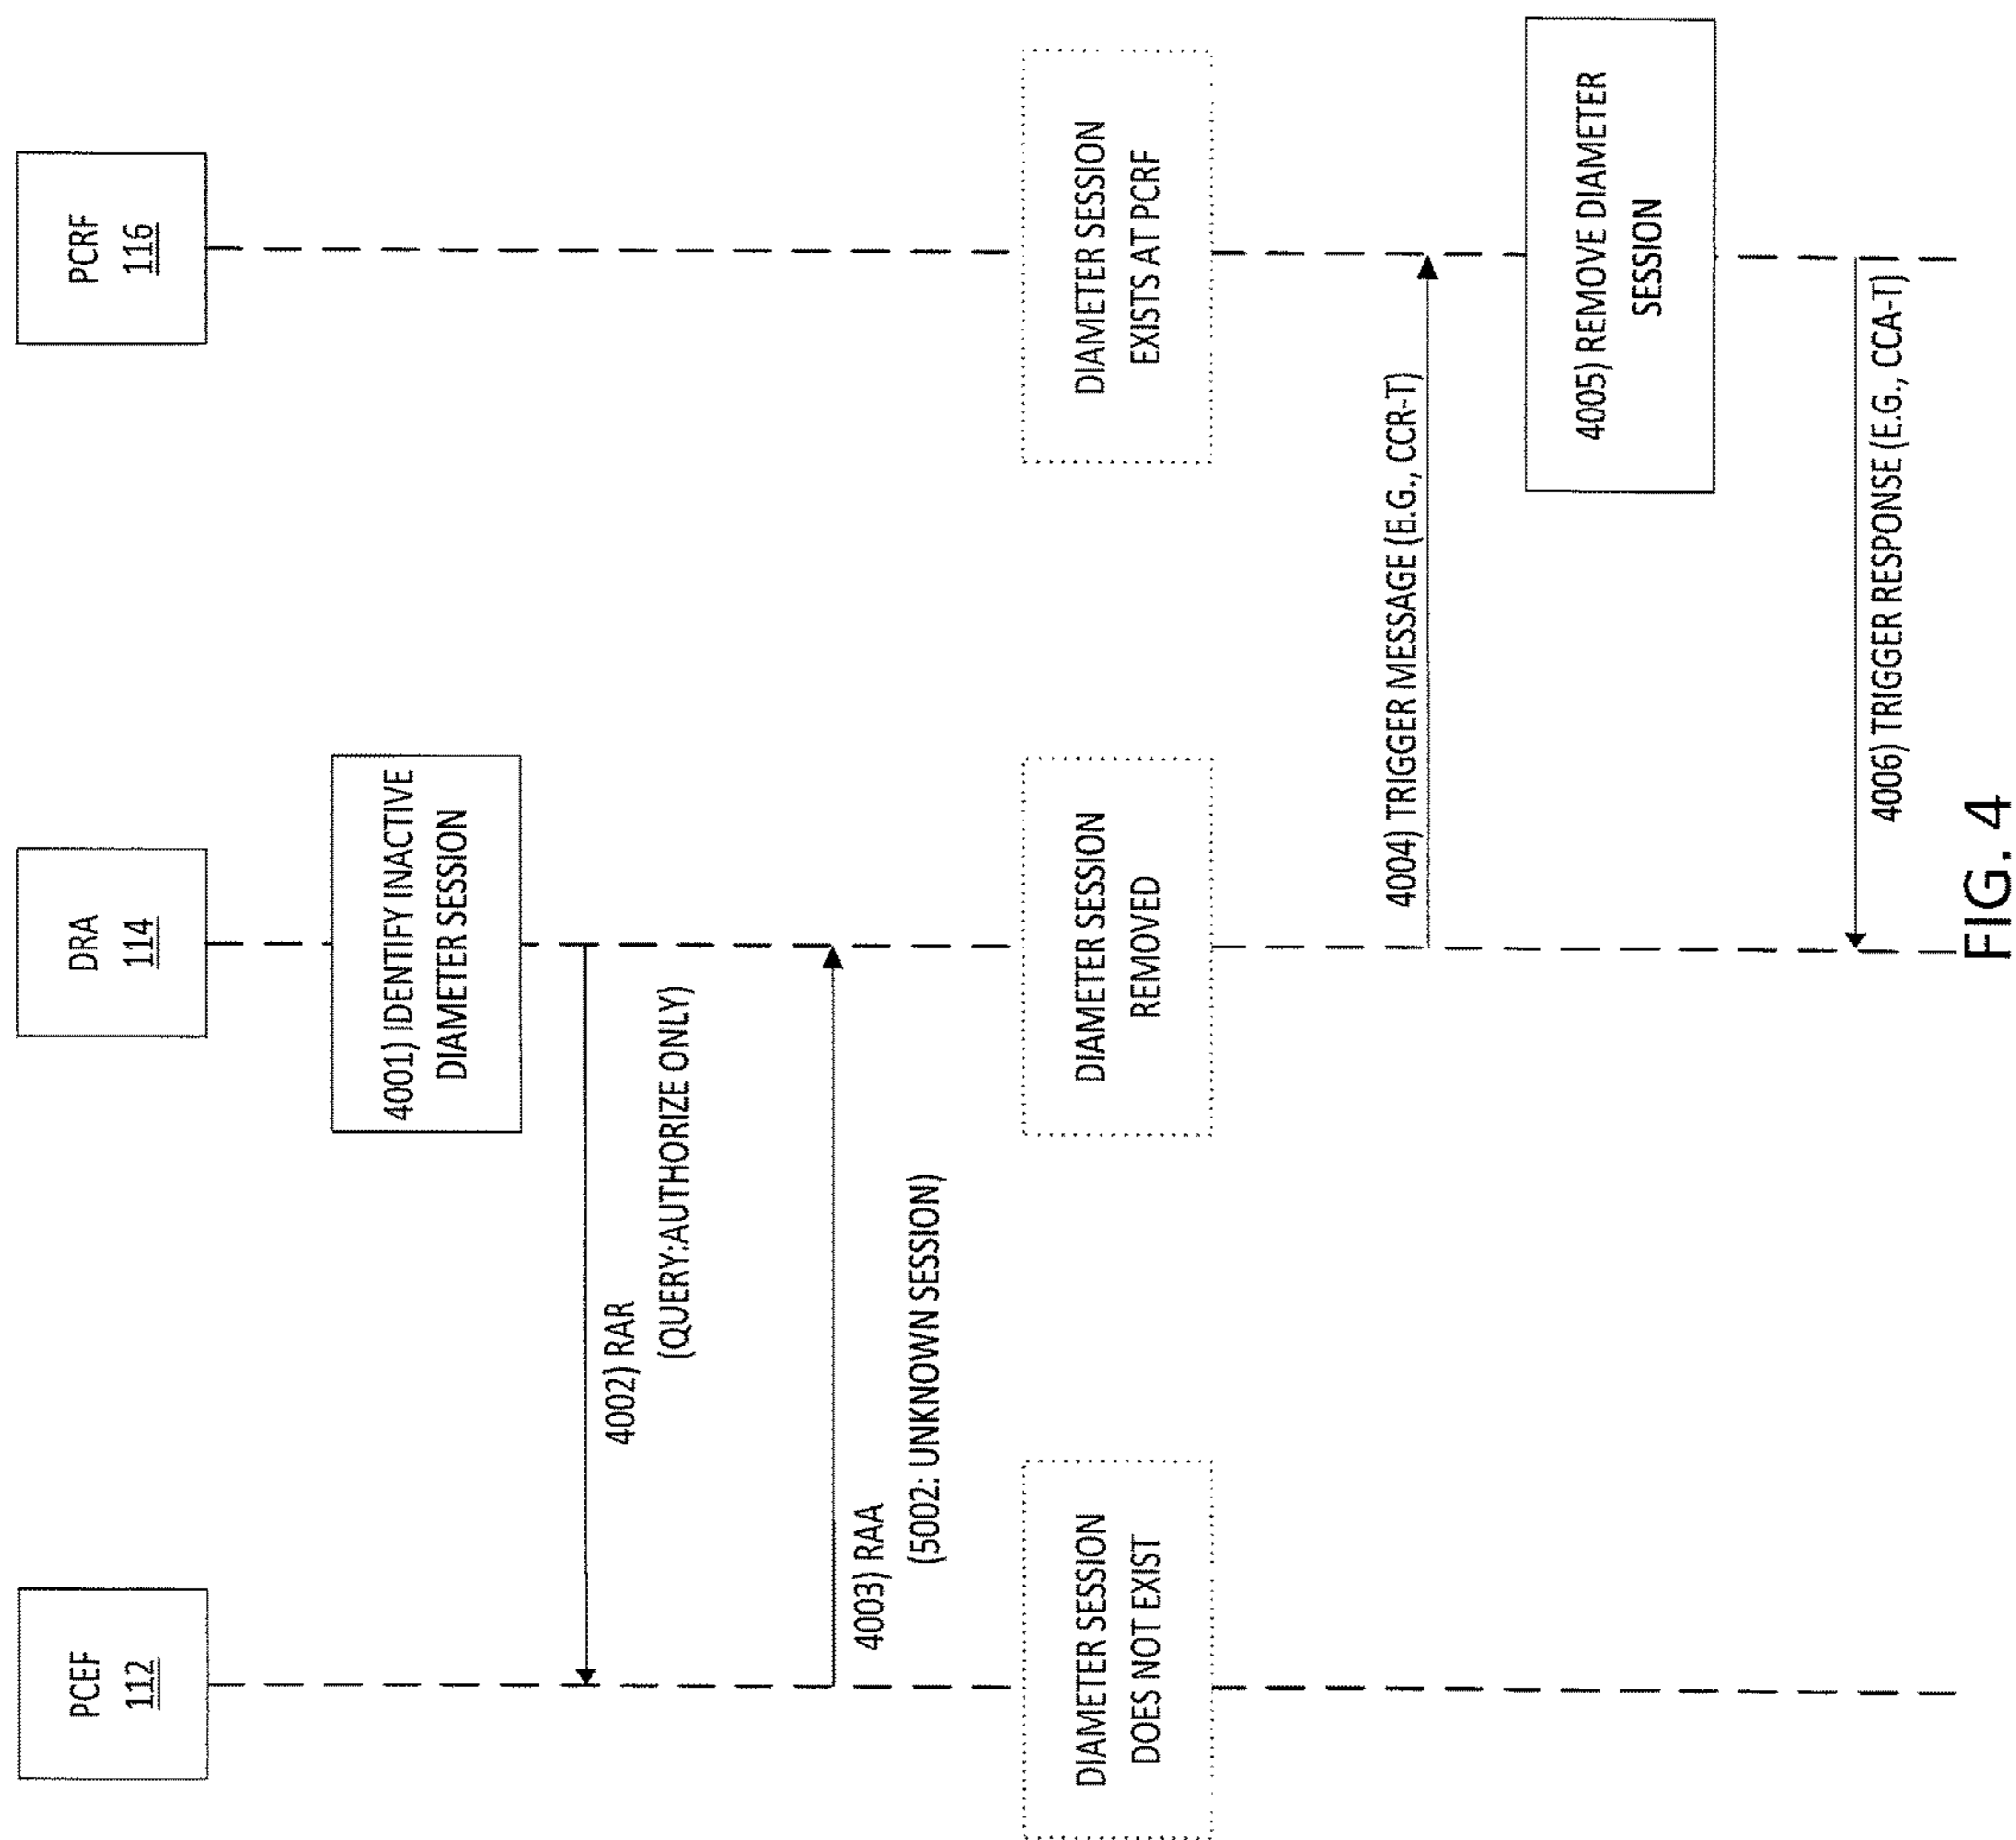 PCEF
112
DRA
114
PCRF
116
4001) IDENTIFY INACTIVE
DIAMETER SESSION
4002) RAR
(QUERY:AUTHORIZE ONLY)
4003) RAA
(5002: UNKNOWN SESSION)
DIAMETER SESSION
DOES NOT EXIST
DIAMETER SESSION
REMOVED
DIAMETER SESSION
EXISTS AT PCRF
4004) TRIGGER MESSAGE (E.G., CCR-T)
4005) REMOVE DIAMETER
SESSION
4006) TRIGGER RESPONSE (E.G., CCA-T)
FIG. 4